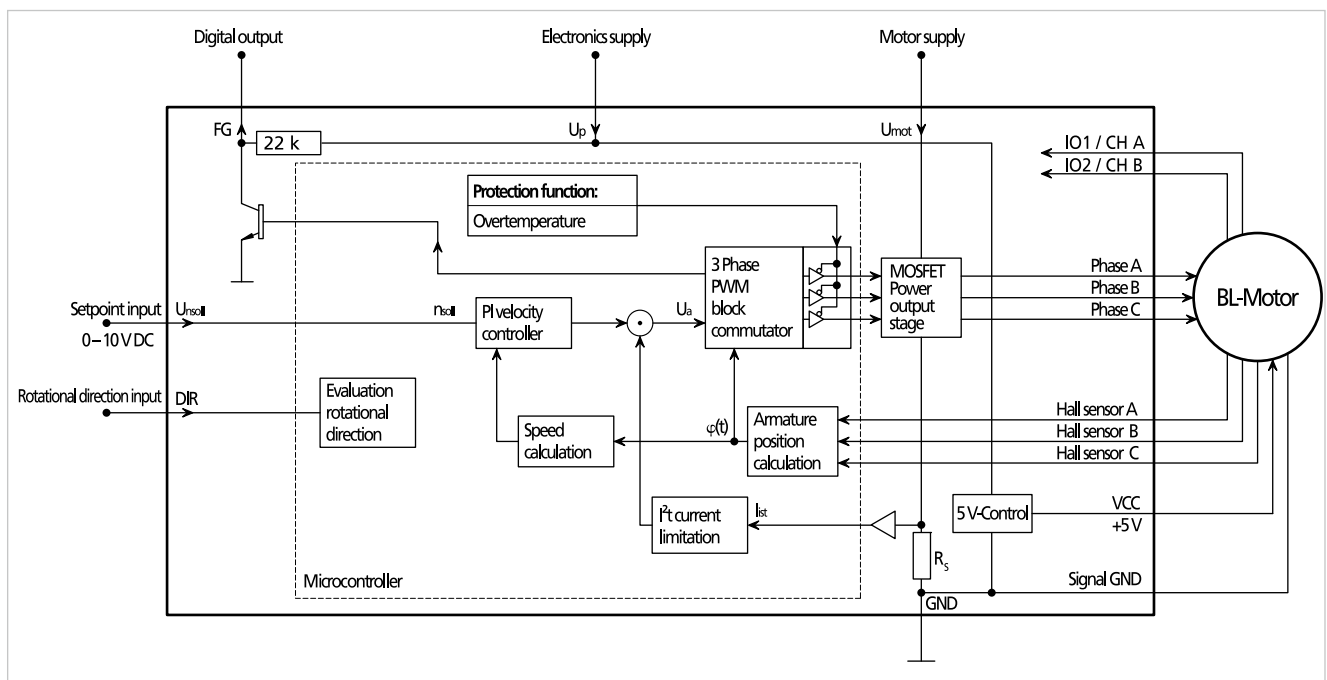 Digital output
Electronics supply
Motor supply
FG
22 k
Up
Umot
IO1 / CH A
IO2 / CH B
Protection function:
Overtemperature
3 Phase
PWM
block
commutator
MOSFET
Power
output
stage
Phase A
Phase B
Phase C
BL-Motor
Setpoint input
0–10 V DC
Unsoll
nsoll
PI velocity
controller
Ua
Rotational direction input
DIR
Evaluation
rotational
direction
Speed
calculation
φ(t)
Armature
position
calculation
Hall sensor A
Hall sensor B
Hall sensor C
I²t current
limitation
Iist
5 V-Control
VCC
+5 V
RS
Microcontroller
GND
Signal GND